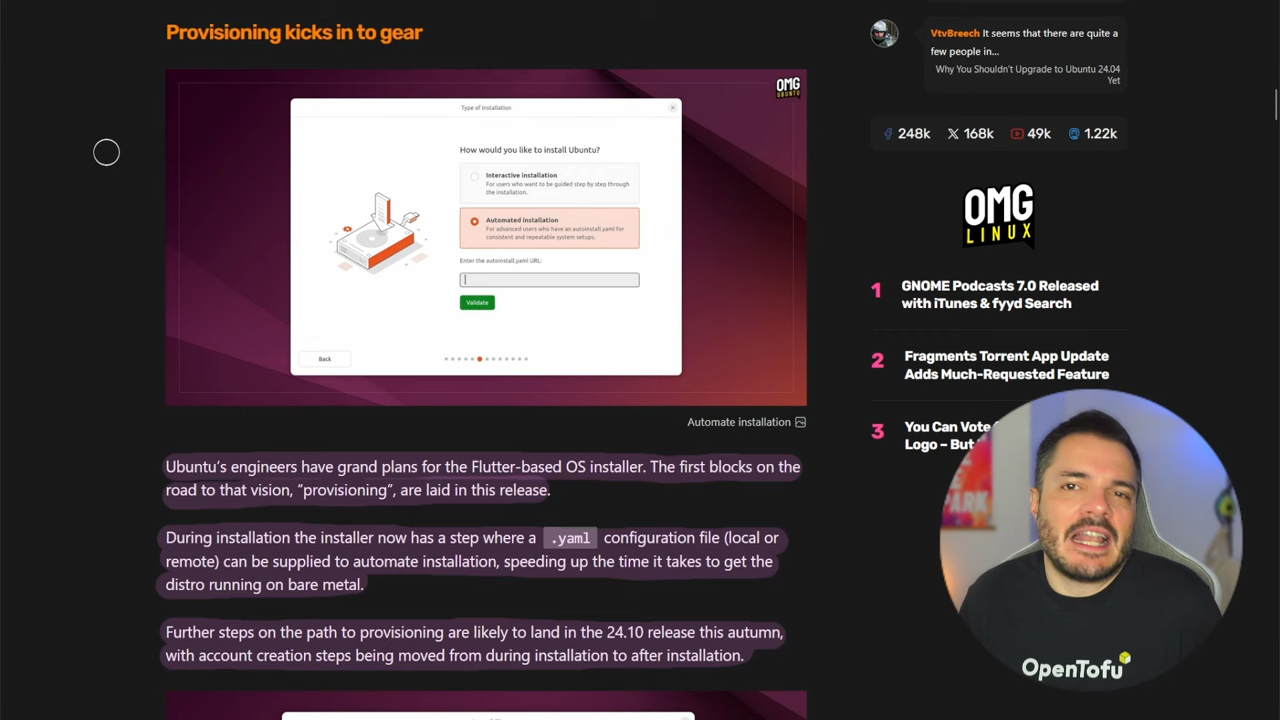 Provisioning kicks in to gear
OMG
UBUNTU
Type of installation
How would you like to install Ubuntu?
Interactive installation
For users who want to be guided step by step through
the installation.
Automated installation
For advanced users who have an autoinstall.yaml for
consistent and repeatable system setups.
Enter the autoinstall.yaml URL:
Validate
Back
Automate installation
Ubuntu’s engineers have grand plans for the Flutter-based OS installer. The first blocks on the
road to that vision, “provisioning”, are laid in this release.
During installation the installer now has a step where a .yaml configuration file (local or
remote) can be supplied to automate installation, speeding up the time it takes to get the
distro running on bare metal.
Further steps on the path to provisioning are likely to land in the 24.10 release this autumn,
with account creation steps being moved from during installation to after installation.
VtvBreech It seems that there are quite a
few people in...
Why You Shouldn't Upgrade to Ubuntu 24.04
Yet
248k 168k 49k 1.22k
OMG
LINUX
1 GNOME Podcasts 7.0 Released
with iTunes & fyyd Search
2 Fragments Torrent App Update
Adds Much-Requested Feature
3 You Can Vote
Logo – But
OpenTofu